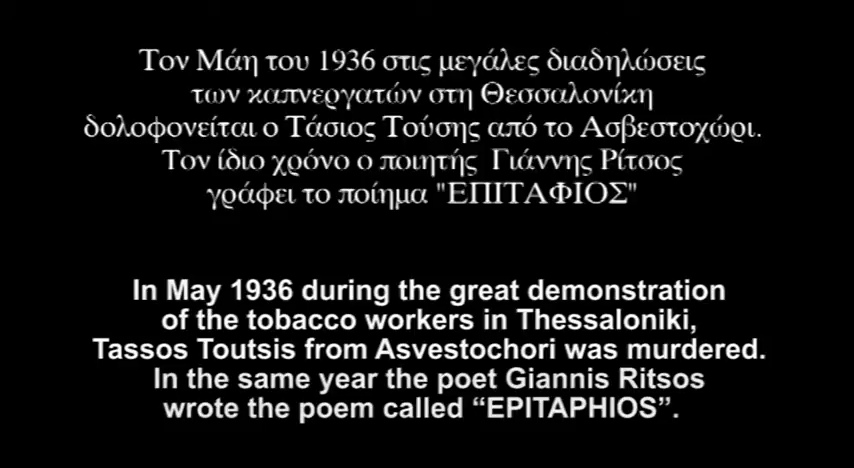 Τον Μάη του 1936 στις μεγάλες διαδηλώσεις
των καπνεργατών στη Θεσσαλονίκη
δολοφονείται ο Τάσιος Τούσης από το Ασβεστοχώρι.
Τον ίδιο χρόνο ο ποιητής Γιάννης Ρίτσος
γράφει το ποίημα "ΕΠΙΤΑΦΙΟΣ"
In May 1936 during the great demonstration
of the tobacco workers in Thessaloniki,
Tassos Toutsis from Asvestochori was murdered.
In the same year the poet Giannis Ritsos
wrote the poem called “EPITAPHIOS”.